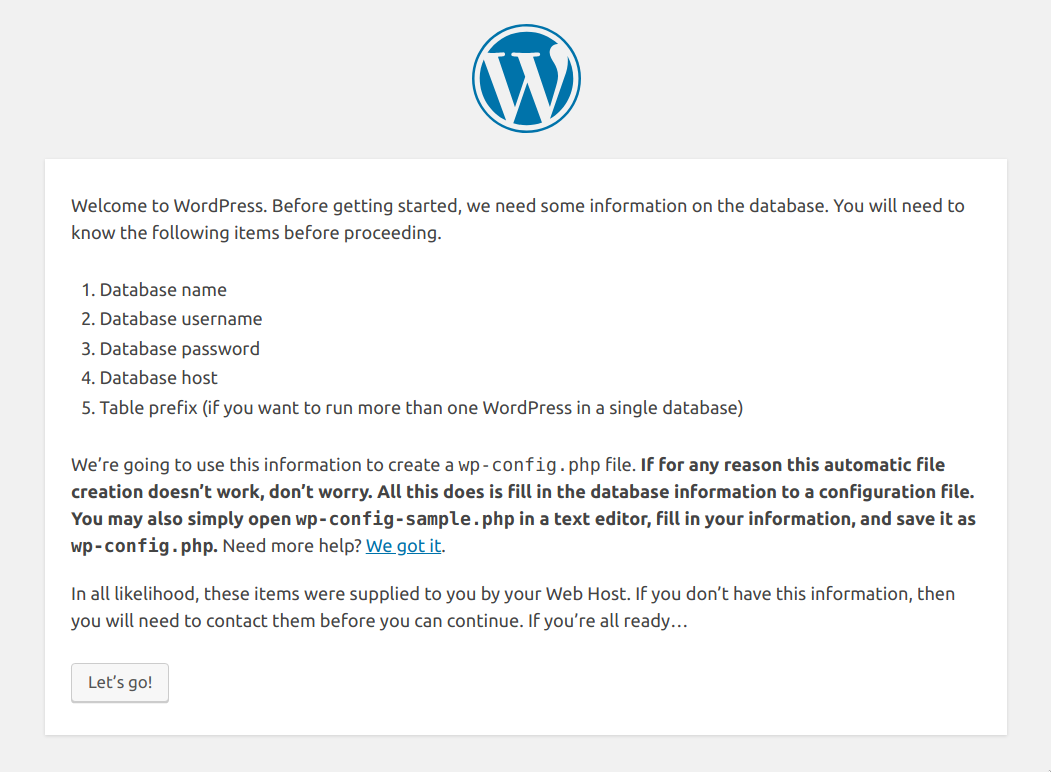 Welcome to WordPress. Before getting started, we need some information on the database. You will need to
know the following items before proceeding.
1. Database name
2. Database username
3. Database password
4. Database host
5. Table prefix (if you want to run more than one WordPress in a single database)
We’re going to use this information to create a wp-config.php file. If for any reason this automatic file
creation doesn’t work, don’t worry. All this does is fill in the database information to a configuration file.
You may also simply open wp-config-sample.php in a text editor, fill in your information, and save it as
wp-config.php. Need more help? We got it.
In all likelihood, these items were supplied to you by your Web Host. If you don’t have this information, then
you will need to contact them before you can continue. If you’re all ready…
Let’s go!